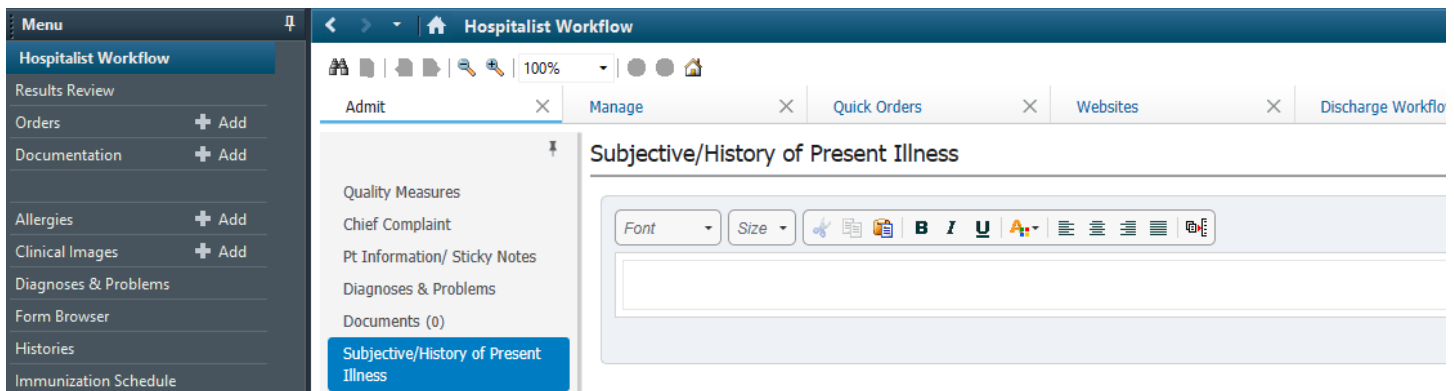 Menu
Hospitalist Workflow
Results Review
Orders Add
Documentation Add
Allergies Add
Clinical Images Add
Diagnoses & Problems
Form Browser
Histories
Immunization Schedule
Hospitalist Workflow
100%
Admit Manage Quick Orders Websites Discharge Workflo
Quality Measures
Chief Complaint
Pt Information/ Sticky Notes
Diagnoses & Problems
Documents (0)
Subjective/History of Present
Illness
Subjective/History of Present Illness
Font Size B I U A